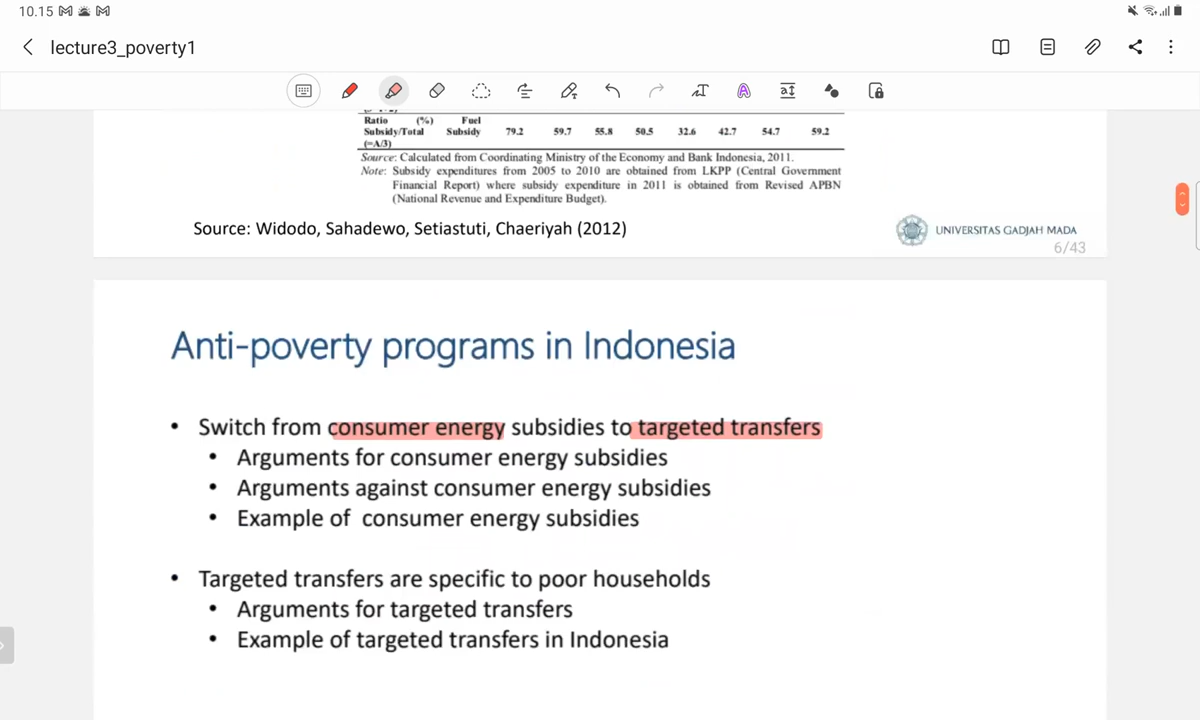 10.15
lecture3_poverty1
Ratio (%) Fuel
Subsidy/Total Subsidy 79.2 59.7 55.8 50.5 32.6 42.7 54.7 59.2
(=A/3)
Source: Calculated from Coordinating Ministry of the Economy and Bank Indonesia, 2011.
Note: Subsidy expenditures from 2005 to 2010 are obtained from LKPP (Central Government
Financial Report) where subsidy expenditure in 2011 is obtained from Revised APBN
(National Revenue and Expenditure Budget).
Source: Widodo, Sahadewo, Setiastuti, Chaeriyah (2012)
UNIVERSITAS GADJAH MADA
6/43
Anti-poverty programs in Indonesia
• Switch from consumer energy subsidies to targeted transfers
• Arguments for consumer energy subsidies
• Arguments against consumer energy subsidies
• Example of consumer energy subsidies
• Targeted transfers are specific to poor households
• Arguments for targeted transfers
• Example of targeted transfers in Indonesia